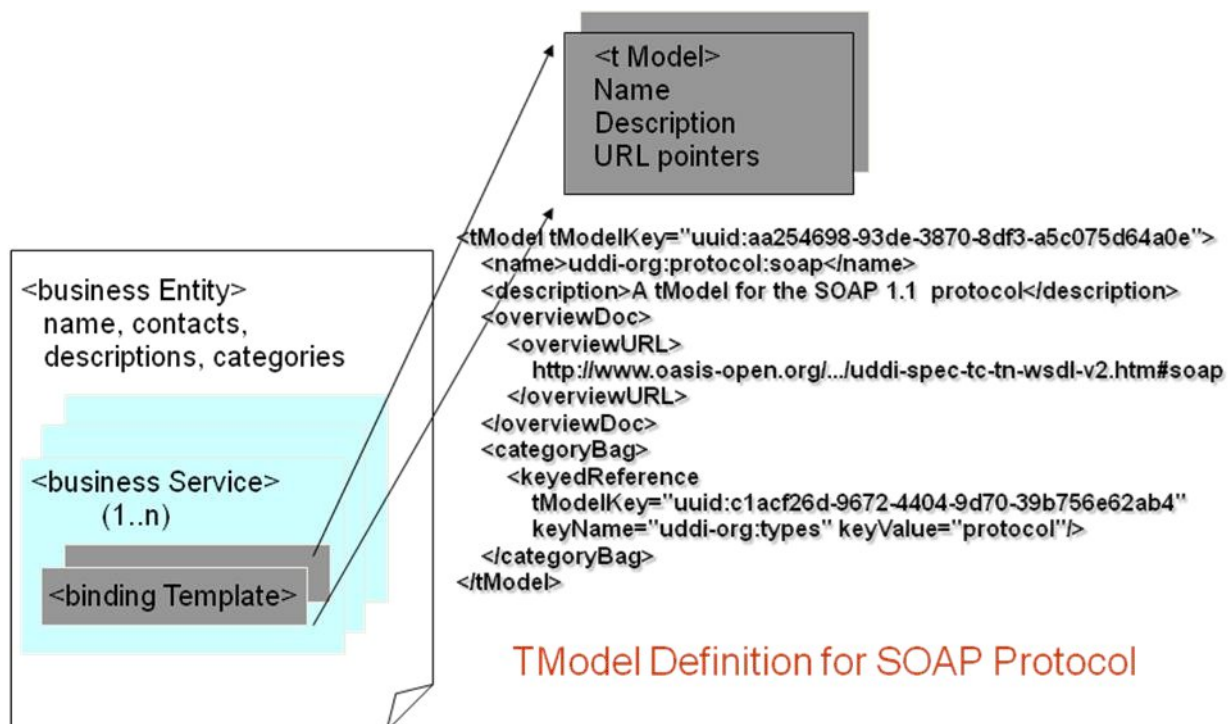 <t Model>
Name
Description
URL pointers
<tModel tModelKey="uuid:aa254698-93de-3870-8df3-a5c075d64a0e">
<name>uddi-org:protocol:soap</name>
<description>A tModel for the SOAP 1.1 protocol</description>
<overviewDoc>
<overviewURL>
http://www.oasis-open.org/.../uddi-spec-tc-tn-wsdl-v2.htm#soap
</overviewURL>
</overviewDoc>
<categoryBag>
<keyedReference
tModelKey="uuid:c1acf26d-9672-4404-9d70-39b756e62ab4"
keyName="uddi-org:types" keyValue="protocol"/>
</categoryBag>
</tModel>
<business Entity>
name, contacts,
descriptions, categories
<business Service>
(1..n)
<binding Template>
TModel Definition for SOAP Protocol